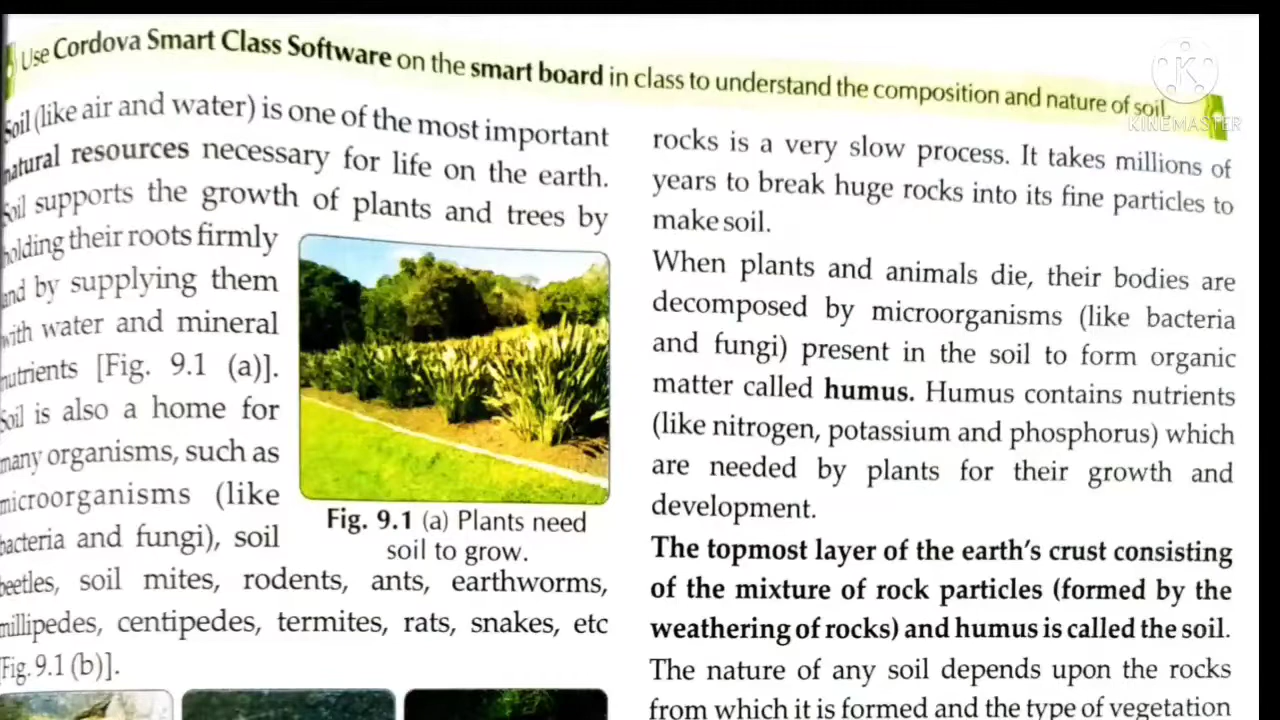 Use Cordova Smart Class Software on the smart board in class to understand the composition and nature of soil.
Soil (like air and water) is one of the most important
natural resources necessary for life on the earth.
Soil supports the growth of plants and trees by
holding their roots firmly
and by supplying them
with water and mineral
nutrients [Fig. 9.1 (a)].
Soil is also a home for
many organisms, such as
microorganisms (like
bacteria and fungi), soil
beetles, soil mites, rodents, ants, earthworms,
millipedes, centipedes, termites, rats, snakes, etc
[Fig. 9.1 (b)].
Fig. 9.1 (a) Plants need
soil to grow.
rocks is a very slow process. It takes millions of
years to break huge rocks into its fine particles to
make soil.
When plants and animals die, their bodies are
decomposed by microorganisms (like bacteria
and fungi) present in the soil to form organic
matter called humus. Humus contains nutrients
(like nitrogen, potassium and phosphorus) which
are needed by plants for their growth and
development.
The topmost layer of the earth's crust consisting
of the mixture of rock particles (formed by the
weathering of rocks) and humus is called the soil.
The nature of any soil depends upon the rocks
from which it is formed and the type of vegetation
K
KINEMASTER